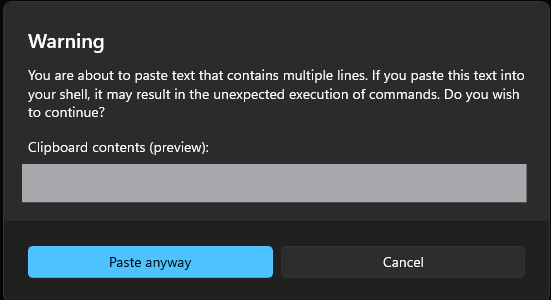 Warning
You are about to paste text that contains multiple lines. If you paste this text into
your shell, it may result in the unexpected execution of commands. Do you wish
to continue?
Clipboard contents (preview):
Paste anyway
Cancel